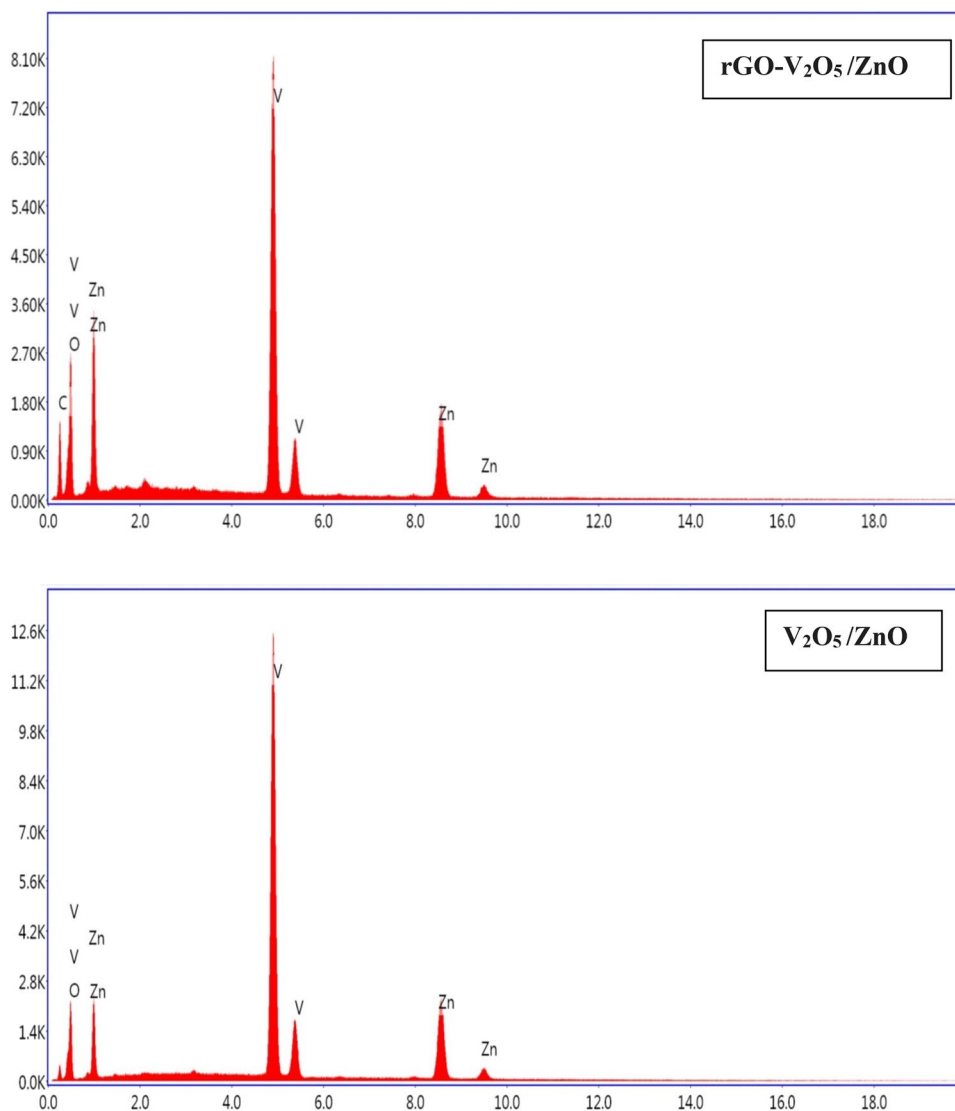 rGO-V₂O₅ /ZnO
8.10K
7.20K
6.30K
5.40K
4.50K
3.60K
2.70K
1.80K
0.90K
0.00K
V
V
Zn
V
Zn
O
C
V
Zn
Zn
0.0 2.0 4.0 6.0 8.0 10.0 12.0 14.0 16.0 18.0
V₂O₅ /ZnO
12.6K
11.2K
9.8K
8.4K
7.0K
5.6K
4.2K
2.8K
1.4K
0.0K
V
V
Zn
V
O
Zn
V
Zn
Zn
0.0 2.0 4.0 6.0 8.0 10.0 12.0 14.0 16.0 18.0